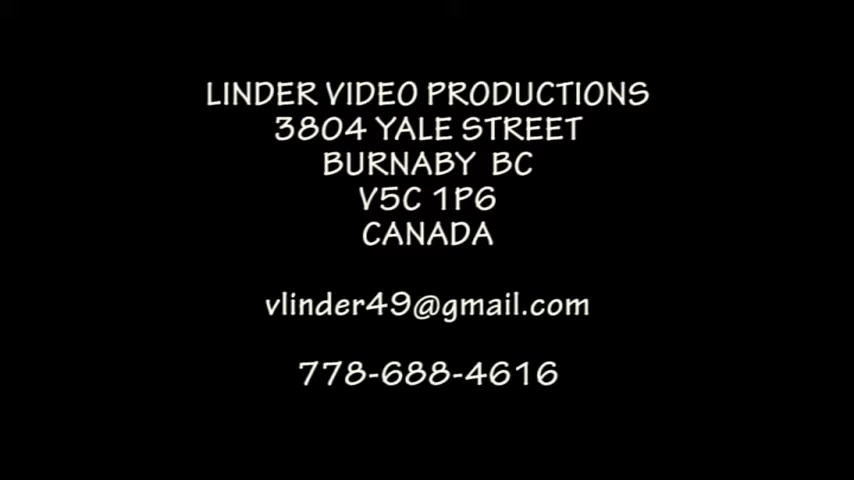 LINDER VIDEO PRODUCTIONS
3804 YALE STREET
BURNABY BC
V5C 1P6
CANADA
vlinder49@gmail.com
778-688-4616